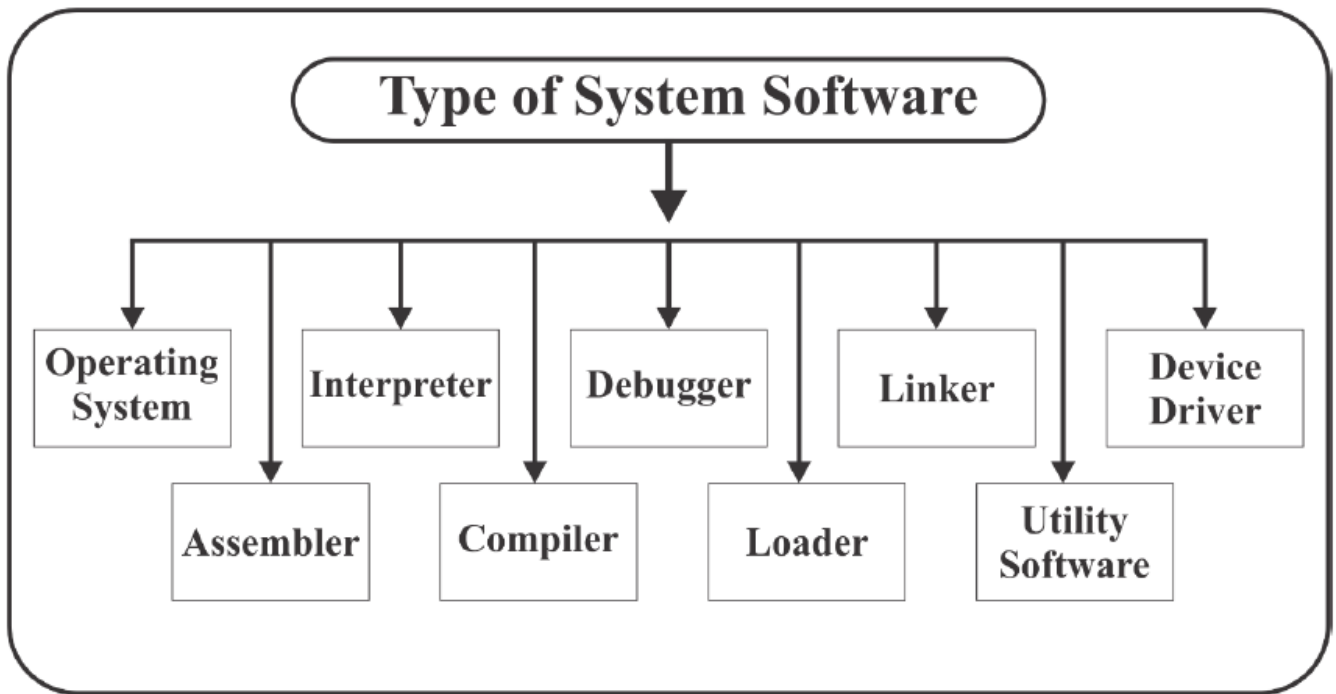 Type of System Software
Operating
System
Interpreter
Debugger
Linker
Device
Driver
Assembler
Compiler
Loader
Utility
Software